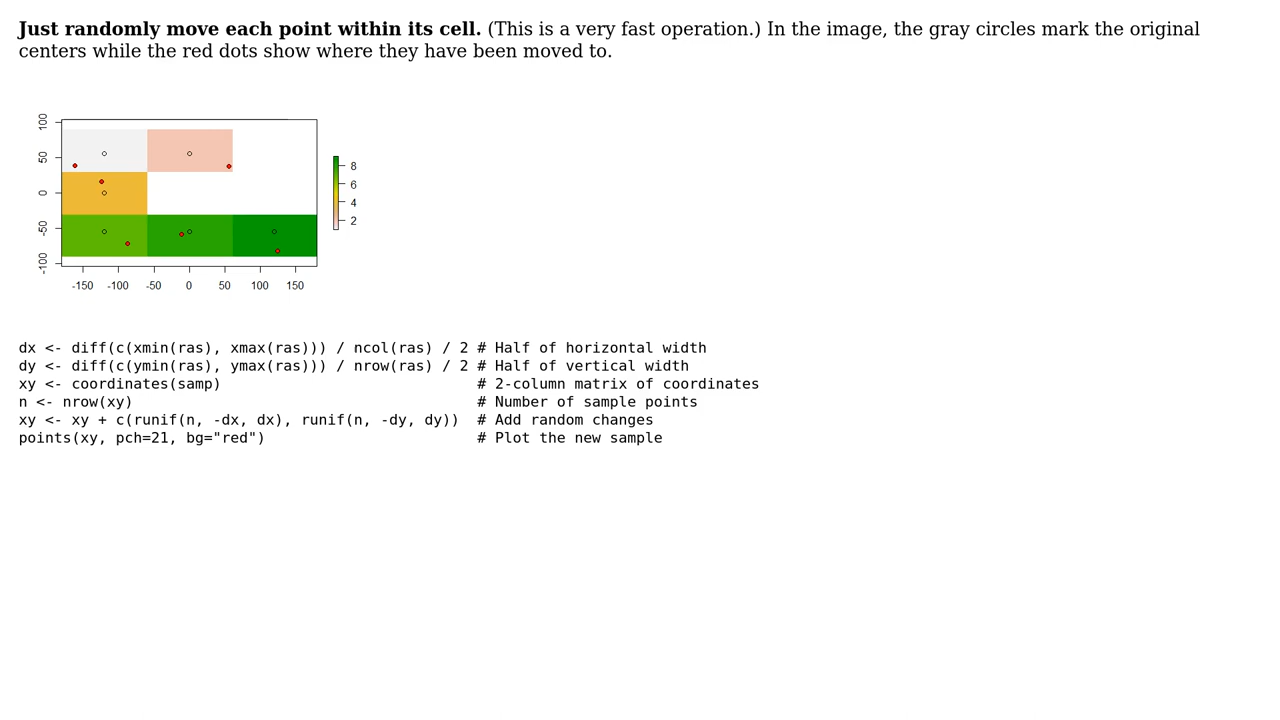 Just randomly move each point within its cell. (This is a very fast operation.) In the image, the gray circles mark the original
centers while the red dots show where they have been moved to.
100
50
0
-50
-100
8
6
4
2
-150 -100 -50 0 50 100 150
dx <- diff(c(xmin(ras), xmax(ras))) / ncol(ras) / 2 # Half of horizontal width
dy <- diff(c(ymin(ras), ymax(ras))) / nrow(ras) / 2 # Half of vertical width
xy <- coordinates(samp)                             # 2-column matrix of coordinates
n <- nrow(xy)                                       # Number of sample points
xy <- xy + c(runif(n, -dx, dx), runif(n, -dy, dy))  # Add random changes
points(xy, pch=21, bg="red")                        # Plot the new sample